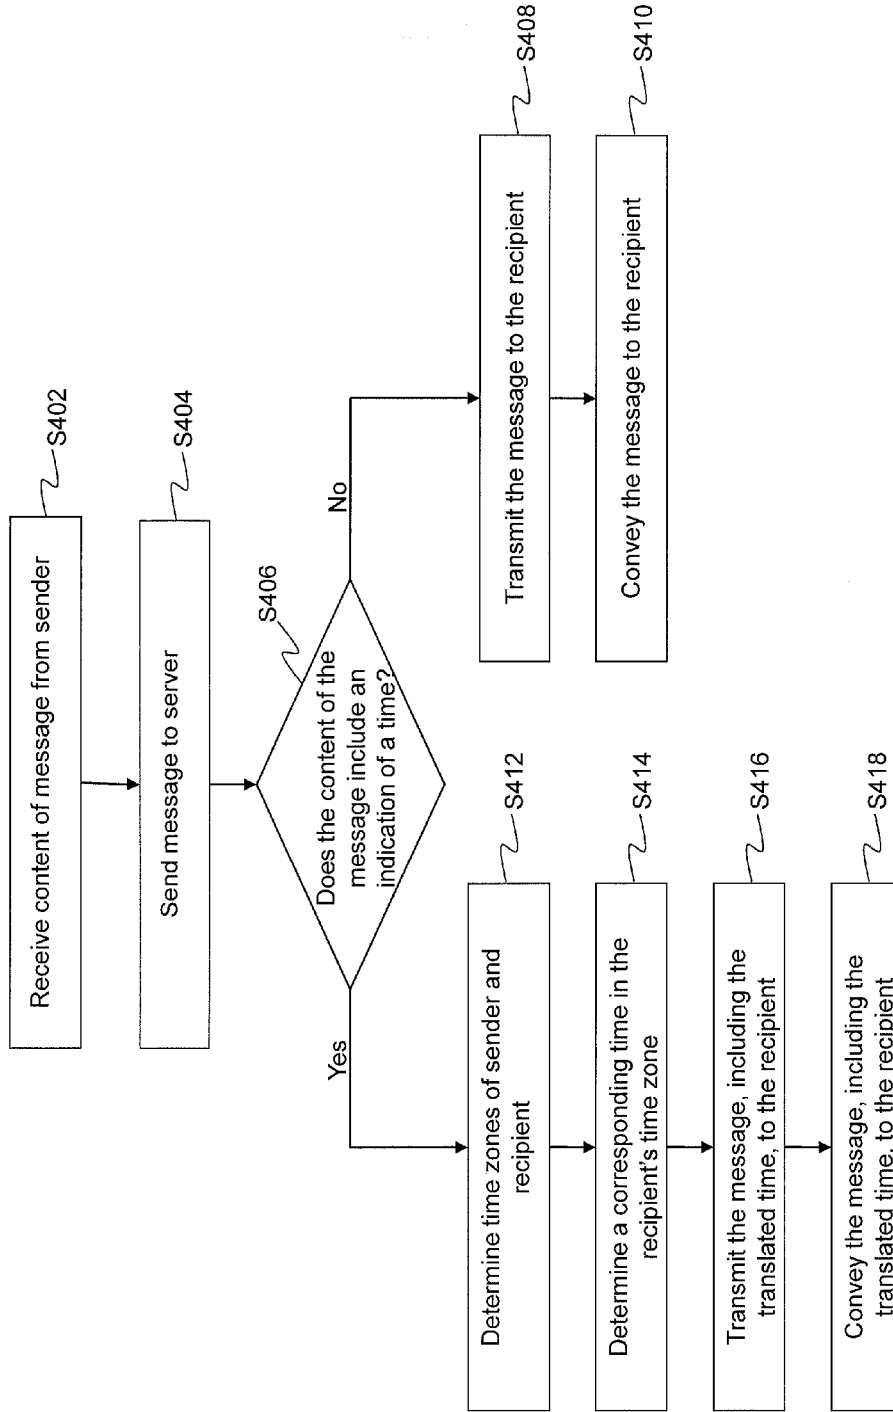 Receive content of message from sender
S402
Send message to server
S404
Does the content of the
message include an
indication of a time?
S406
Yes
No
Determine time zones of sender and
recipient
S412
Determine a corresponding time in the
recipient's time zone
S414
Transmit the message, including the
translated time, to the recipient
S416
Convey the message, including the
translated time, to the recipient
S418
Transmit the message to the recipient
S408
Convey the message to the recipient
S410